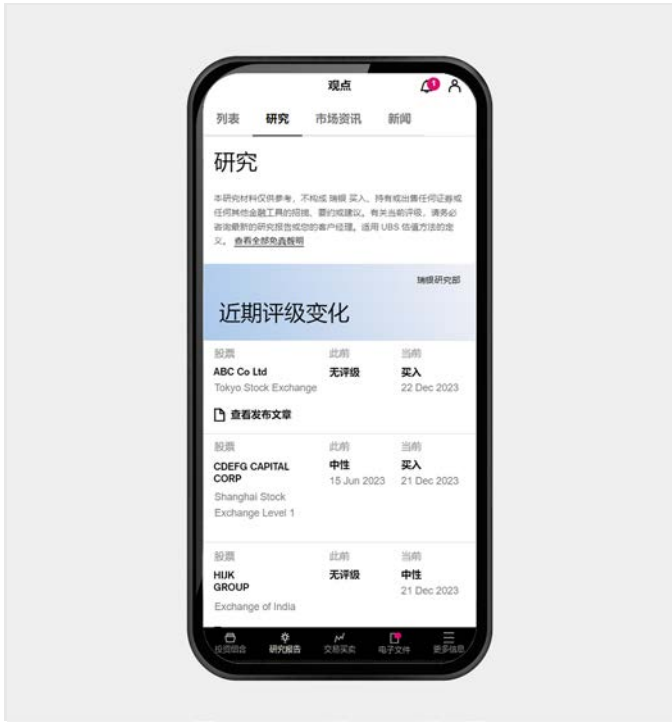 观点
1
列表 研究 市场资讯 新闻
研究
本研究材料仅供参考，不构成 瑞银 买入、持有或出售任何证券或
任何其他金融工具的招揽、要约或建议。有关当前评级，请务必
咨询最新的研究报告或您的客户经理。适用 UBS 估值方法的定
义。 查看全部免责声明
瑞银研究部
近期评级变化
股票 此前 当前
ABC Co Ltd 无评级 买入
Tokyo Stock Exchange 22 Dec 2023
查看发布文章
股票 此前 当前
CDEFG CAPITAL 中性 买入
CORP 15 Jun 2023 21 Dec 2023
Shanghai Stock
Exchange Level 1
股票 此前 当前
HIJK 无评级 中性
GROUP 21 Dec 2023
Exchange of India
投资组合 研究报告 交易买卖 电子文件 更多信息